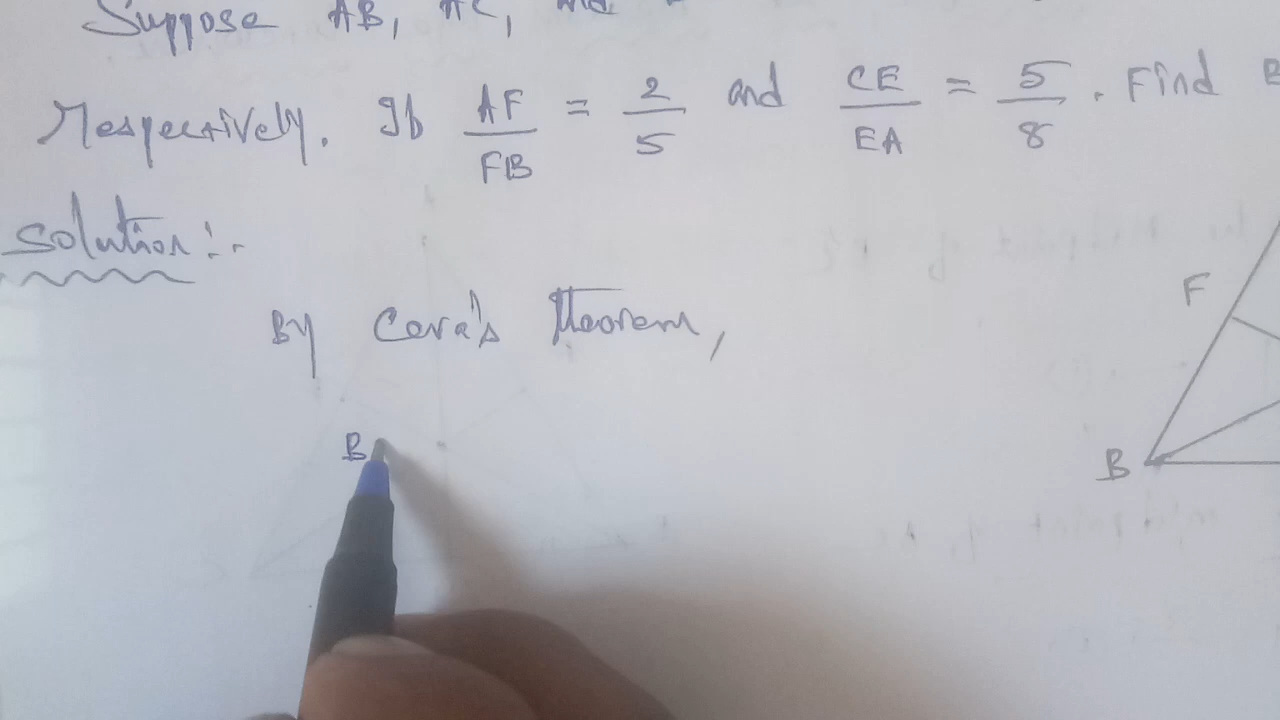 Suppose AB, AC, and
respectively. If AF/FB = 2/5 and CE/EA = 5/8. Find B
Solution:-
By Ceva's Theorem,
F
B
B